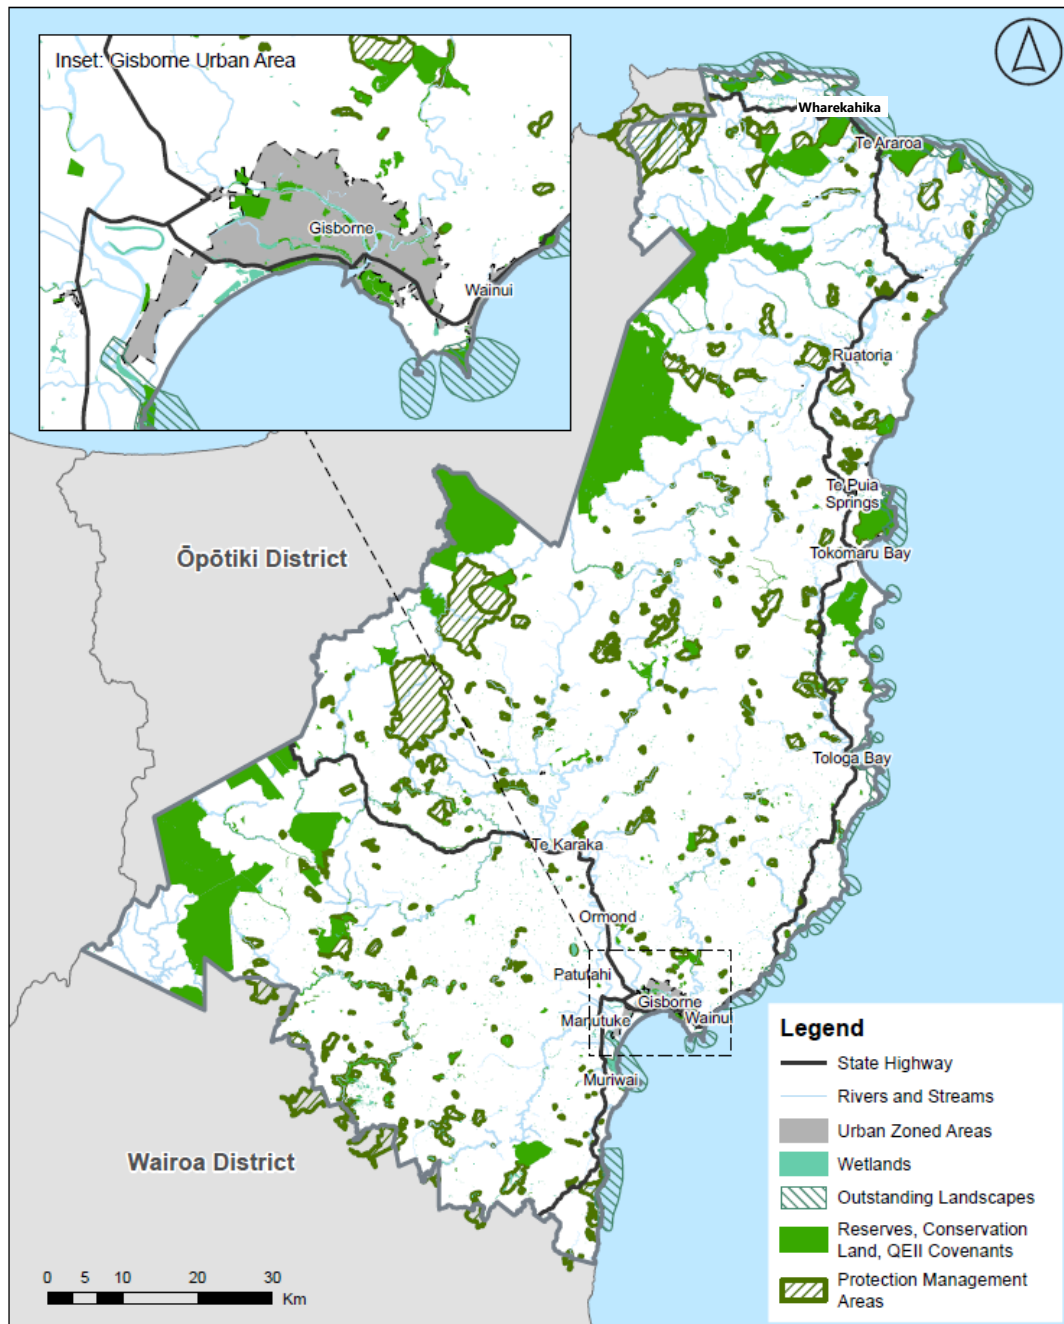 Inset: Gisborne Urban Area
Gisborne
Wainui
Wharekahika
Te Araroa
Ruatoria
Te Puia
Springs
Tokomaru Bay
Ōpōtiki District
Tologa Bay
Te Karaka
Ormond
Patutahi
Gisborne
Wainu
Manutuke
Muriwai
Wairoa District
Legend
State Highway
Rivers and Streams
Urban Zoned Areas
Wetlands
Outstanding Landscapes
Reserves, Conservation
Land, QEII Covenants
Protection Management
Areas
0 5 10 20 30
Km